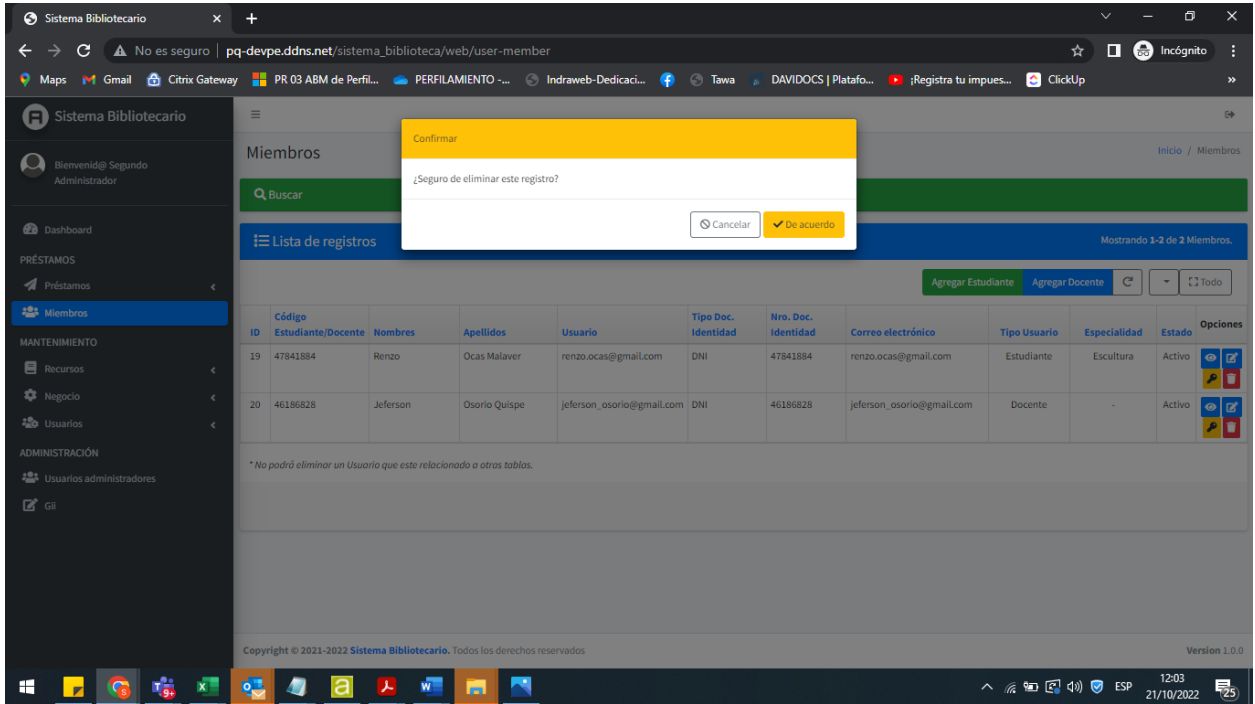 Sistema Bibliotecario
No es seguro | pq-devpe.ddns.net/sistema_biblioteca/web/user-member
Incógnito
Maps Gmail Citrix Gateway PR 03 ABM de Perfil... PERFILAMIENTO -... Indraweb-Dedicaci... Tawa DAVIDOCS | Platafo... ¡Registra tu impues... ClickUp »
Sistema Bibliotecario
Bienvenid@ Segundo
Administrador
Dashboard
PRÉSTAMOS
Préstamos
Miembros
MANTENIMIENTO
Recursos
Negocio
Usuarios
ADMINISTRACIÓN
Usuarios administradores
Gii
Confirmar
¿Seguro de eliminar este registro?
Cancelar De acuerdo
Miembros
Inicio / Miembros
Buscar
Lista de registros
Mostrando 1-2 de 2 Miembros.
Agregar Estudiante Agregar Docente Todo
ID Código Estudiante/Docente Nombres Apellidos Usuario Tipo Doc. Identidad Nro. Doc. Identidad Correo electrónico Tipo Usuario Especialidad Estado Opciones
19 47841884 Renzo Ocas Malaver renzo.ocas@gmail.com DNI 47841884 renzo.ocas@gmail.com Estudiante Escultura Activo
20 46186828 Jeferson Osorio Quispe jeferson_osorio@gmail.com DNI 46186828 jeferson_osorio@gmail.com Docente - Activo
* No podrá eliminar un Usuario que este relacionado a otras tablas.
Copyright © 2021-2022 Sistema Bibliotecario. Todos los derechos reservados
Version 1.0.0
9+
ESP
12:03
21/10/2022
25